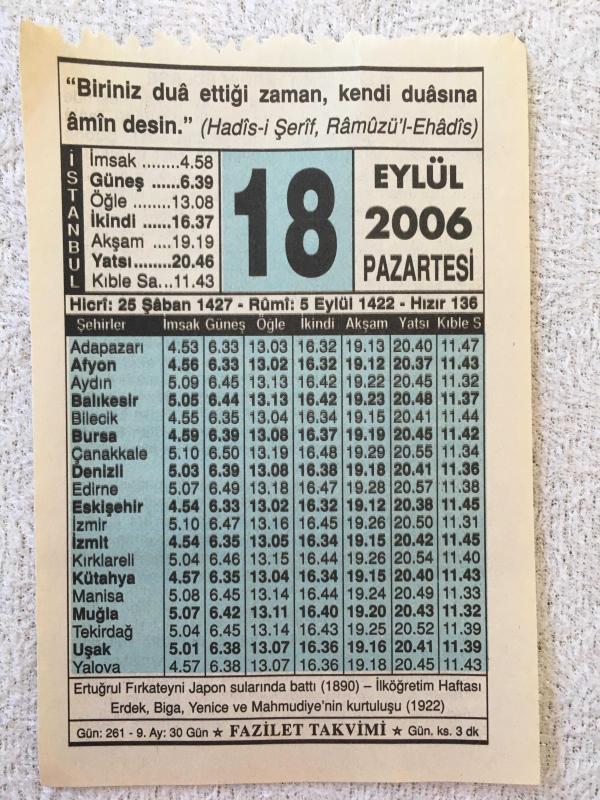 “Biriniz duâ ettiği zaman, kendi duâsına
âmîn desin.” (Hadîs-i Şerîf, Râmûzü'l-Ehâdîs)
İSTANBUL
İmsak ........4.58
Güneş ......6.39
Öğle ........13.08
İkindi ......16.37
Akşam ....19.19
Yatsı.......20.46
Kıble Sa...11.43
18
EYLÜL
2006
PAZARTESİ
Hicrî: 25 Şâban 1427 - Rûmî: 5 Eylül 1422 - Hızır 136
Şehirler İmsak Güneş Öğle İkindi Akşam Yatsı Kıble S
Adapazarı 4.53 6.33 13.03 16.32 19.13 20.40 11.47
Afyon 4.56 6.33 13.02 16.32 19.12 20.37 11.43
Aydın 5.09 6.45 13.13 16.42 19.22 20.45 11.32
Balıkesir 5.05 6.44 13.13 16.42 19.23 20.48 11.37
Bilecik 4.55 6.35 13.04 16.34 19.15 20.41 11.44
Bursa 4.59 6.39 13.08 16.37 19.19 20.45 11.42
Çanakkale 5.10 6.50 13.19 16.48 19.29 20.55 11.34
Denizli 5.03 6.39 13.08 16.38 19.18 20.41 11.36
Edirne 5.07 6.49 13.18 16.47 19.28 20.57 11.38
Eskişehir 4.54 6.33 13.02 16.32 19.12 20.38 11.45
İzmir 5.10 6.47 13.16 16.45 19.26 20.50 11.31
İzmit 4.54 6.35 13.05 16.34 19.15 20.42 11.45
Kırklareli 5.04 6.46 13.15 16.44 19.26 20.54 11.40
Kütahya 4.57 6.35 13.04 16.34 19.15 20.40 11.43
Manisa 5.08 6.45 13.14 16.44 19.24 20.49 11.33
Muğla 5.07 6.42 13.11 16.40 19.20 20.43 11.32
Tekirdağ 5.04 6.45 13.14 16.43 19.25 20.52 11.39
Uşak 5.01 6.38 13.07 16.36 19.16 20.41 11.39
Yalova 4.57 6.38 13.07 16.36 19.18 20.45 11.43
Ertuğrul Fırkateyni Japon sularında battı (1890) – İlköğretim Haftası
Erdek, Biga, Yenice ve Mahmudiye'nin kurtuluşu (1922)
Gün: 261 - 9. Ay: 30 Gün ★ FAZİLET TAKVİMİ ★ Gün. ks. 3 dk